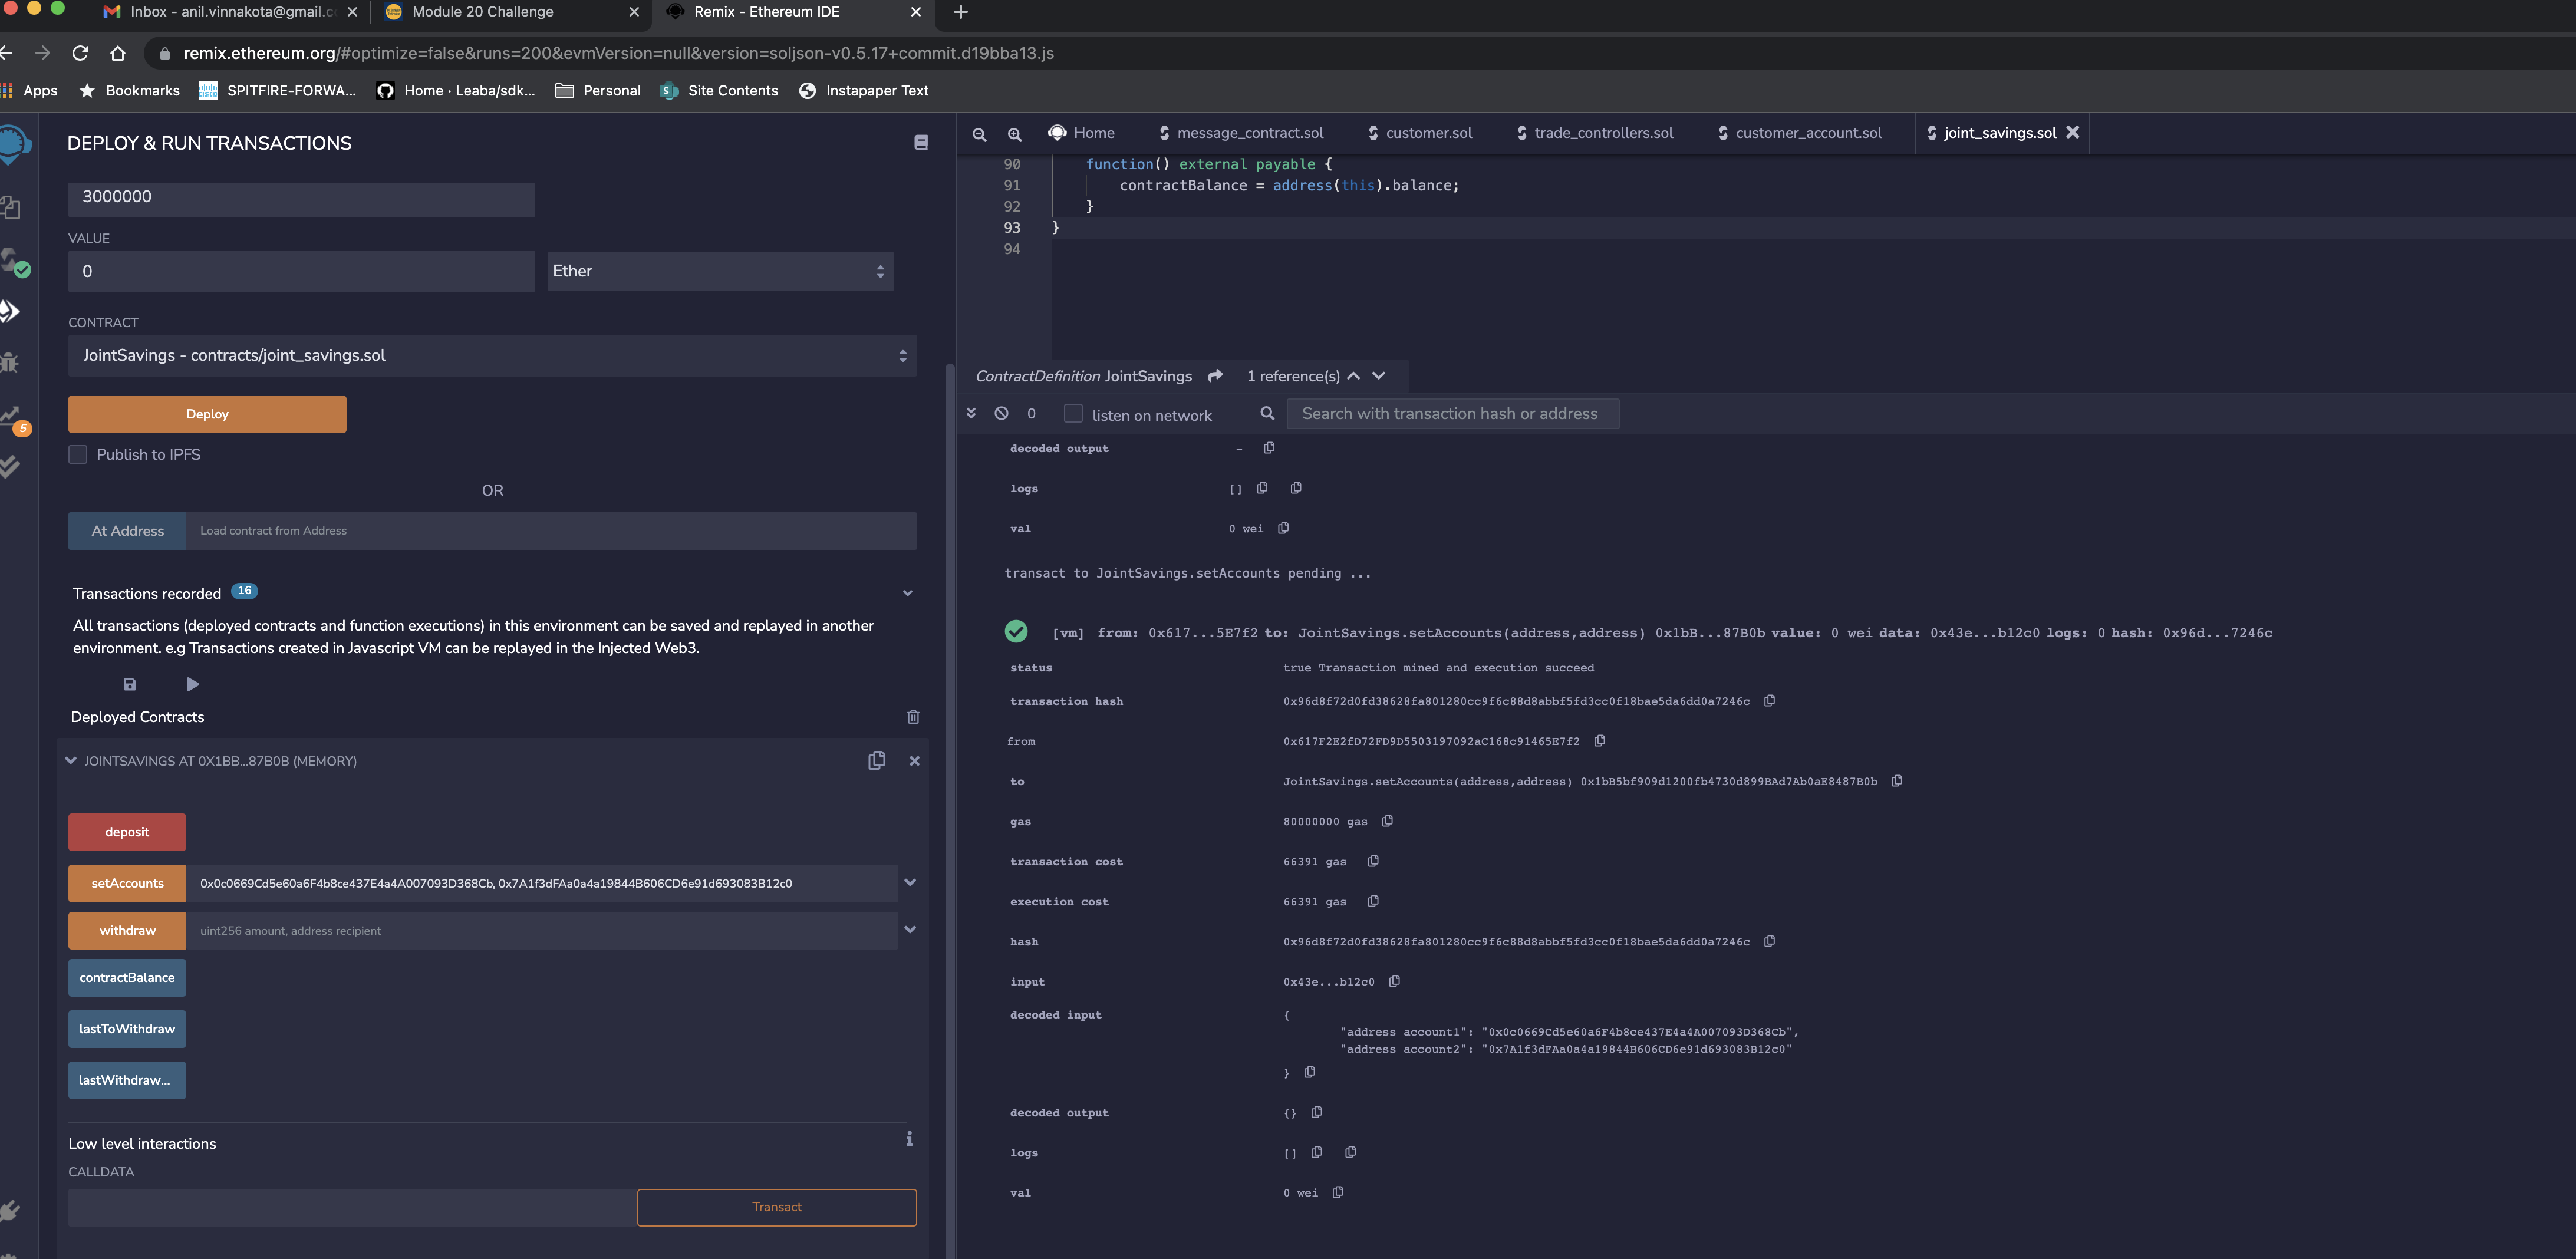 Inbox - anil.vinnakota@gmail.c
Module 20 Challenge
Remix - Ethereum IDE
remix.ethereum.org/#optimize=false&runs=200&evmVersion=null&version=soljson-v0.5.17+commit.d19bba13.js
Apps
Bookmarks
SPITFIRE-FORWA...
Home · Leaba/sdk...
Personal
Site Contents
Instapaper Text
DEPLOY & RUN TRANSACTIONS
3000000
VALUE
0
Ether
CONTRACT
JointSavings - contracts/joint_savings.sol
Deploy
Publish to IPFS
OR
At Address
Load contract from Address
Transactions recorded 16
All transactions (deployed contracts and function executions) in this environment can be saved and replayed in another
environment. e.g Transactions created in Javascript VM can be replayed in the Injected Web3.
Deployed Contracts
JOINTSAVINGS AT 0X1BB...87B0B (MEMORY)
deposit
setAccounts
0x0c0669Cd5e60a6F4b8ce437E4a4A007093D368Cb, 0x7A1f3dFAa0a4a19844B606CD6e91d693083B12c0
withdraw
uint256 amount, address recipient
contractBalance
lastToWithdraw
lastWithdraw...
Low level interactions
CALLDATA
Transact
5
Home
message_contract.sol
customer.sol
trade_controllers.sol
customer_account.sol
joint_savings.sol
90 function() external payable {
91 contractBalance = address(this).balance;
92 }
93 }
94
ContractDefinition JointSavings 1 reference(s)
0
listen on network
Search with transaction hash or address
decoded output -
logs []
val 0 wei
transact to JointSavings.setAccounts pending ...
[vm] from: 0x617...5E7f2 to: JointSavings.setAccounts(address,address) 0x1bB...87B0b value: 0 wei data: 0x43e...b12c0 logs: 0 hash: 0x96d...7246c
status true Transaction mined and execution succeed
transaction hash 0x96d8f72d0fd38628fa801280cc9f6c88d8abbf5fd3cc0f18bae5da6dd0a7246c
from 0x617F2E2fD72FD9D5503197092aC168c91465E7f2
to JointSavings.setAccounts(address,address) 0x1bB5bf909d1200fb4730d899BAd7Ab0aE8487B0b
gas 80000000 gas
transaction cost 66391 gas
execution cost 66391 gas
hash 0x96d8f72d0fd38628fa801280cc9f6c88d8abbf5fd3cc0f18bae5da6dd0a7246c
input 0x43e...b12c0
decoded input {
"address account1": "0x0c0669Cd5e60a6F4b8ce437E4a4A007093D368Cb",
"address account2": "0x7A1f3dFAa0a4a19844B606CD6e91d693083B12c0"
}
decoded output {}
logs []
val 0 wei